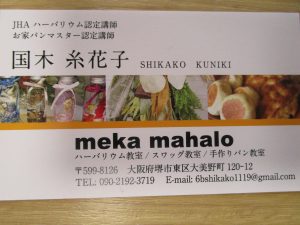 JHA ハーバリウム認定講師
お家パンマスター認定講師
国木 糸花子 SHIKAKO KUNIKI
meka mahalo
ハーバリウム教室/スワッグ教室/手作りパン教室
〒599-8126 大阪府堺市東区大美野町 120-12
TEL: 090-2192-3719 E-mail: 6bshikako1119@gmail.com